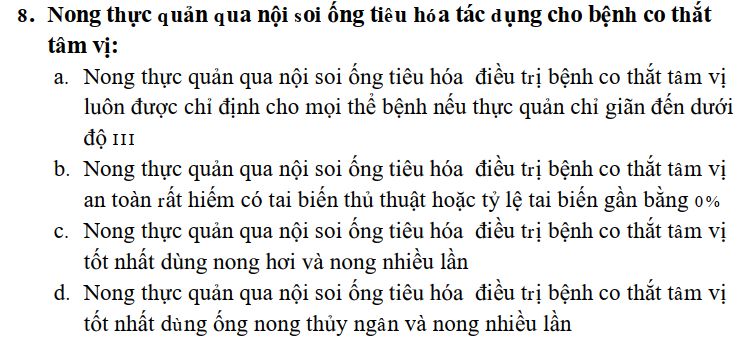 8. Nong thực quản qua nội soi ống tiêu hóa tác dụng cho bệnh co thắt
tâm vị:
a. Nong thực quản qua nội soi ống tiêu hóa điều trị bệnh co thắt tâm vị
luôn được chỉ định cho mọi thể bệnh nếu thực quản chỉ giãn đến dưới
độ III
b. Nong thực quản qua nội soi ống tiêu hóa điều trị bệnh co thắt tâm vị
an toàn rất hiếm có tai biến thủ thuật hoặc tỷ lệ tai biến gần bằng 0%
c. Nong thực quản qua nội soi ống tiêu hóa điều trị bệnh co thắt tâm vị
tốt nhất dùng nong hơi và nong nhiều lần
d. Nong thực quản qua nội soi ống tiêu hóa điều trị bệnh co thắt tâm vị
tốt nhất dùng ống nong thủy ngân và nong nhiều lần